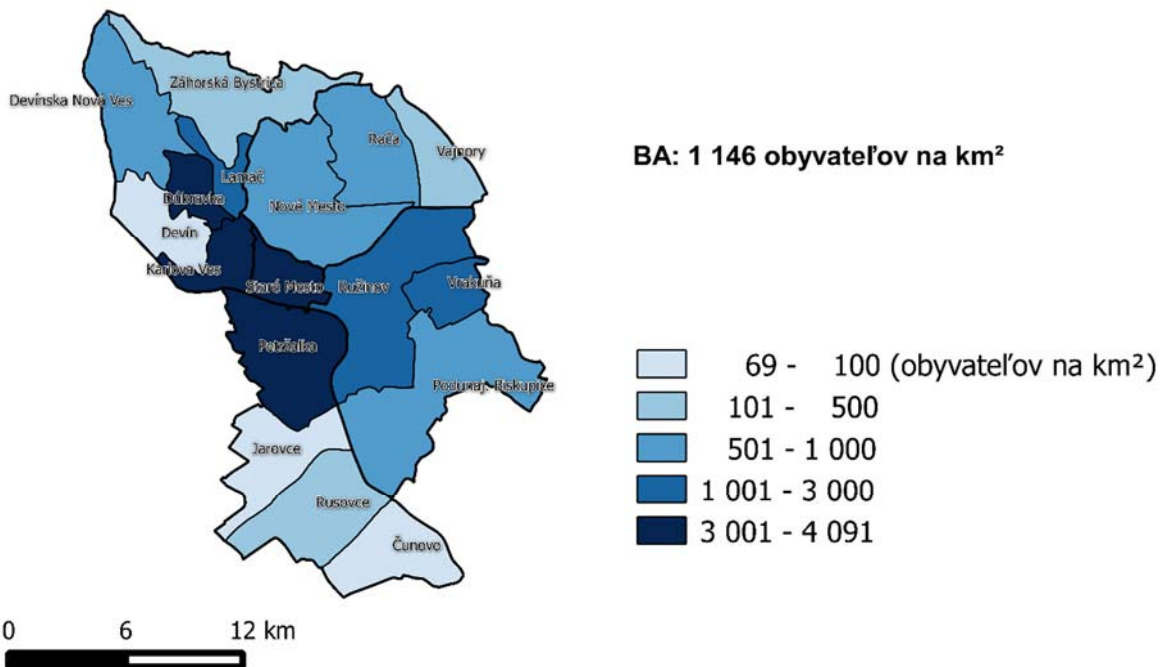 Záhorská Bystrica
Devínska Nová Ves
Rača
Vajnory
Lamač
Dúbravka
Nové Mesto
Devín
Karlova Ves
Staré Mesto
Ružinov
Vrakuňa
Petržalka
Podunaj. Biskupice
Jarovce
Rusovce
Čunovo
BA: 1 146 obyvateľov na km²
69 - 100 (obyvateľov na km²)
101 - 500
501 - 1 000
1 001 - 3 000
3 001 - 4 091
0 6 12 km